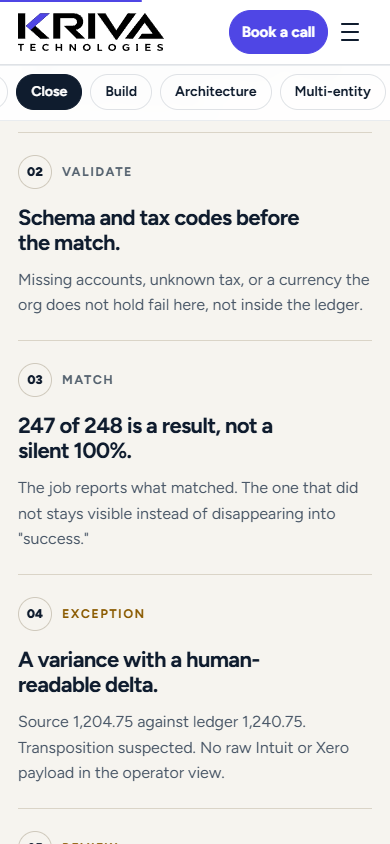 KRIVA
TECHNOLOGIES
Book a call
Close
Build
Architecture
Multi-entity
02 VALIDATE
Schema and tax codes before
the match.
Missing accounts, unknown tax, or a currency the
org does not hold fail here, not inside the ledger.
03 MATCH
247 of 248 is a result, not a
silent 100%.
The job reports what matched. The one that did
not stays visible instead of disappearing into
"success."
04 EXCEPTION
A variance with a human-
readable delta.
Source 1,204.75 against ledger 1,240.75.
Transposition suspected. No raw Intuit or Xero
payload in the operator view.